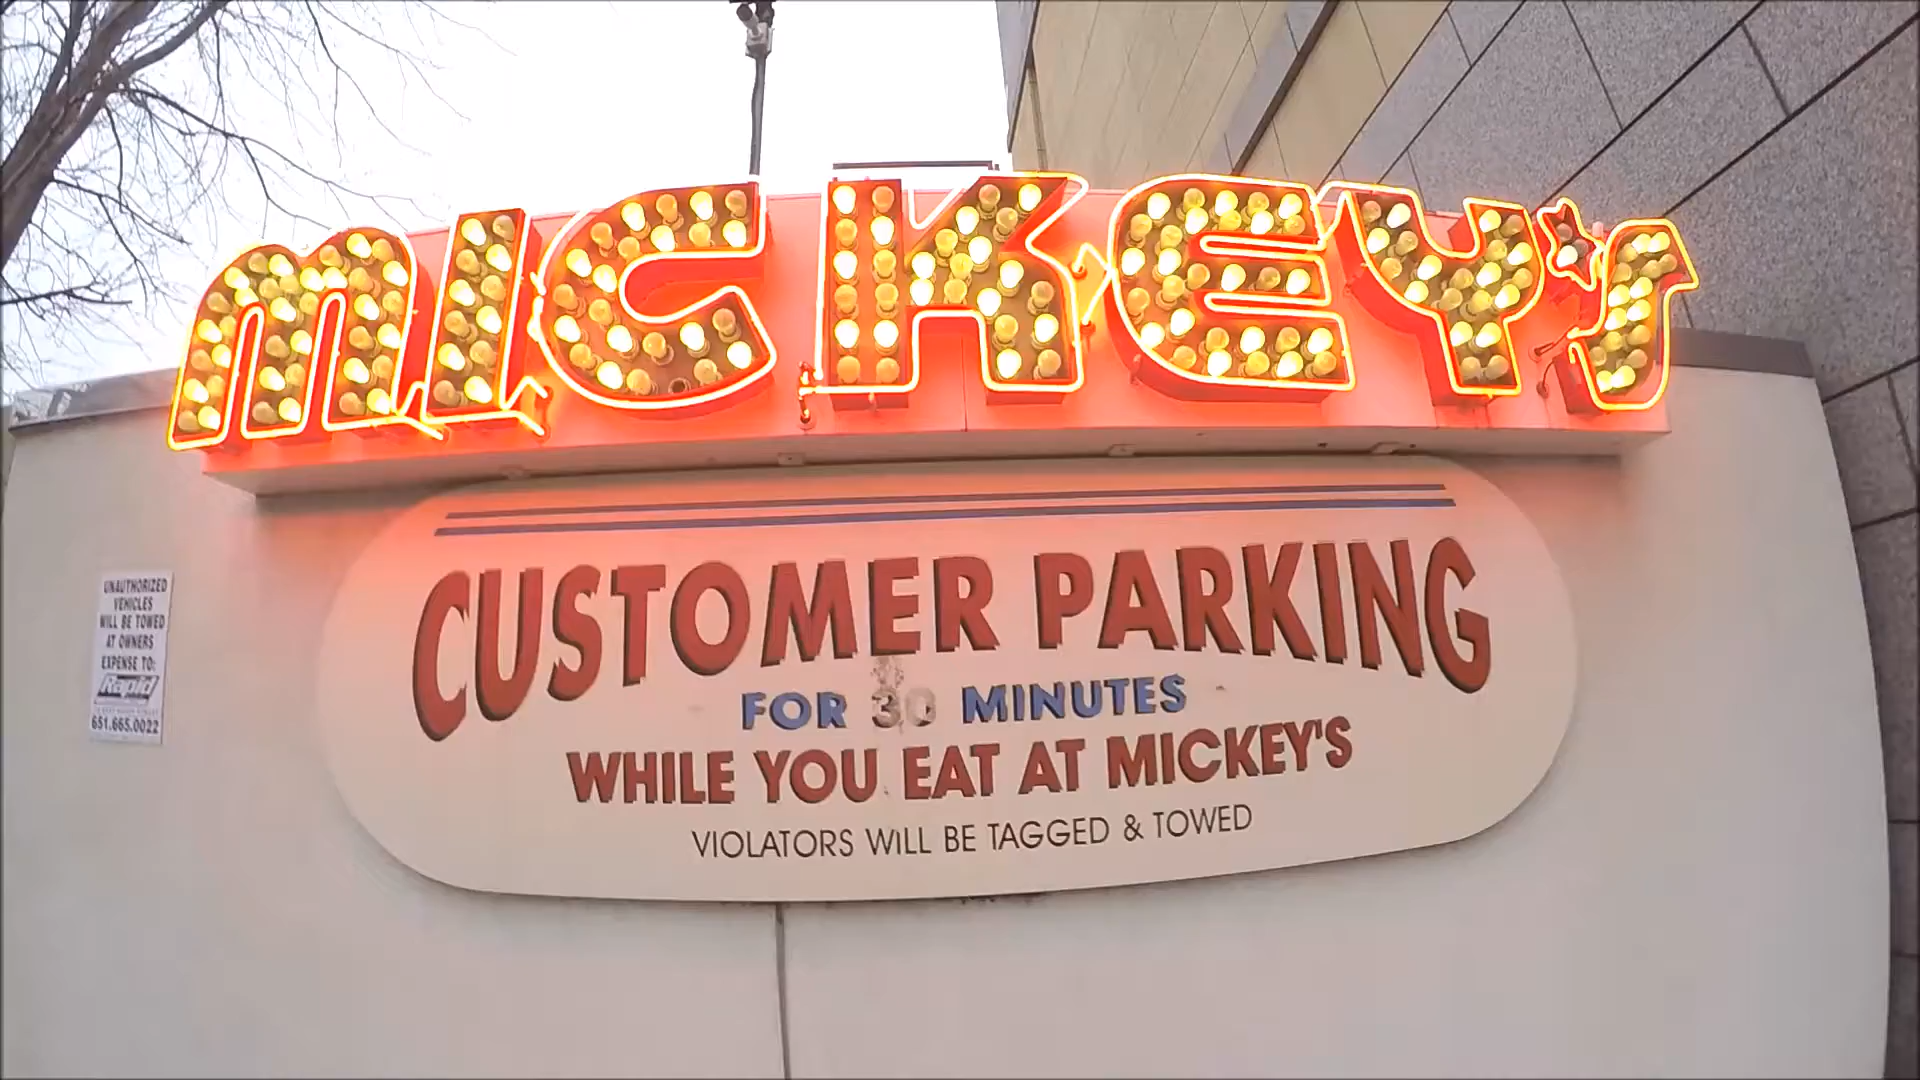 MICKEY'S
CUSTOMER PARKING
FOR 30 MINUTES
WHILE YOU EAT AT MICKEY'S
VIOLATORS WILL BE TAGGED & TOWED
UNAUTHORIZED
VEHICLES
WILL BE TOWED
AT OWNERS
EXPENSE TO:
Rapid
651.665.0022